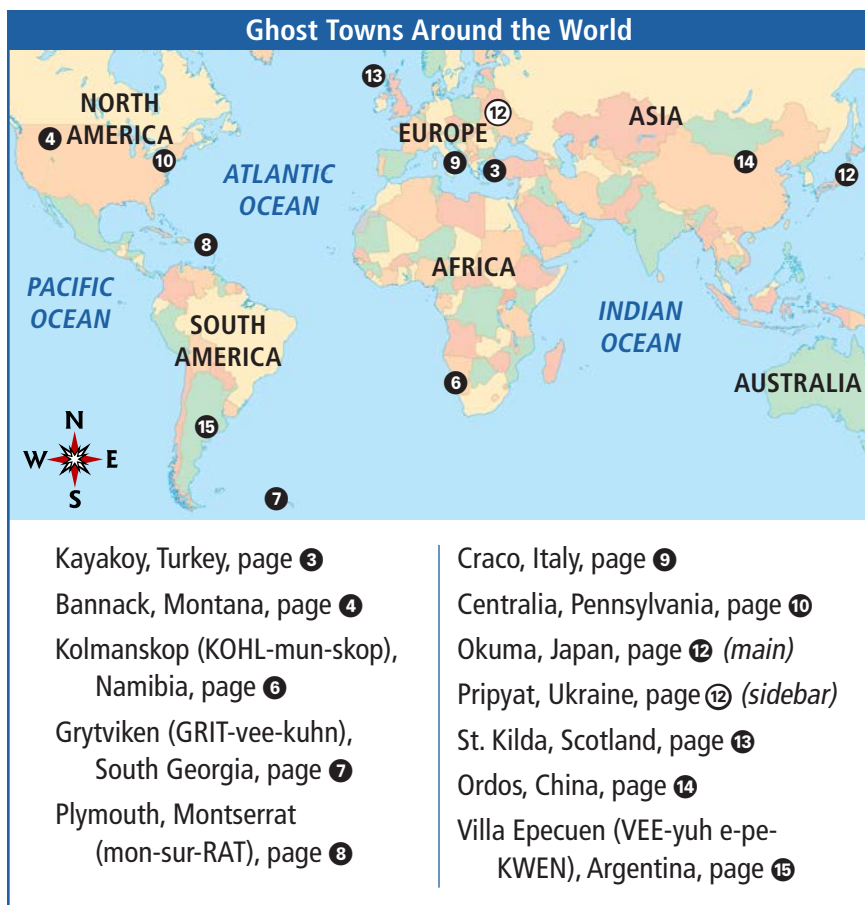 Ghost Towns Around the World
13
NORTH
AMERICA
4
10
EUROPE
12
ASIA
9
3
14
12
ATLANTIC
OCEAN
8
AFRICA
PACIFIC
OCEAN
SOUTH
AMERICA
INDIAN
OCEAN
6
AUSTRALIA
15
N
W E
S
7
Kayakoy, Turkey, page 3
Bannack, Montana, page 4
Kolmanskop (KOHL-mun-skop),
Namibia, page 6
Grytviken (GRIT-vee-kuhn),
South Georgia, page 7
Plymouth, Montserrat
(mon-sur-RAT), page 8
Craco, Italy, page 9
Centralia, Pennsylvania, page 10
Okuma, Japan, page 12 (main)
Pripyat, Ukraine, page 12 (sidebar)
St. Kilda, Scotland, page 13
Ordos, China, page 14
Villa Epecuen (VEE-yuh e-pe-
KWEN), Argentina, page 15